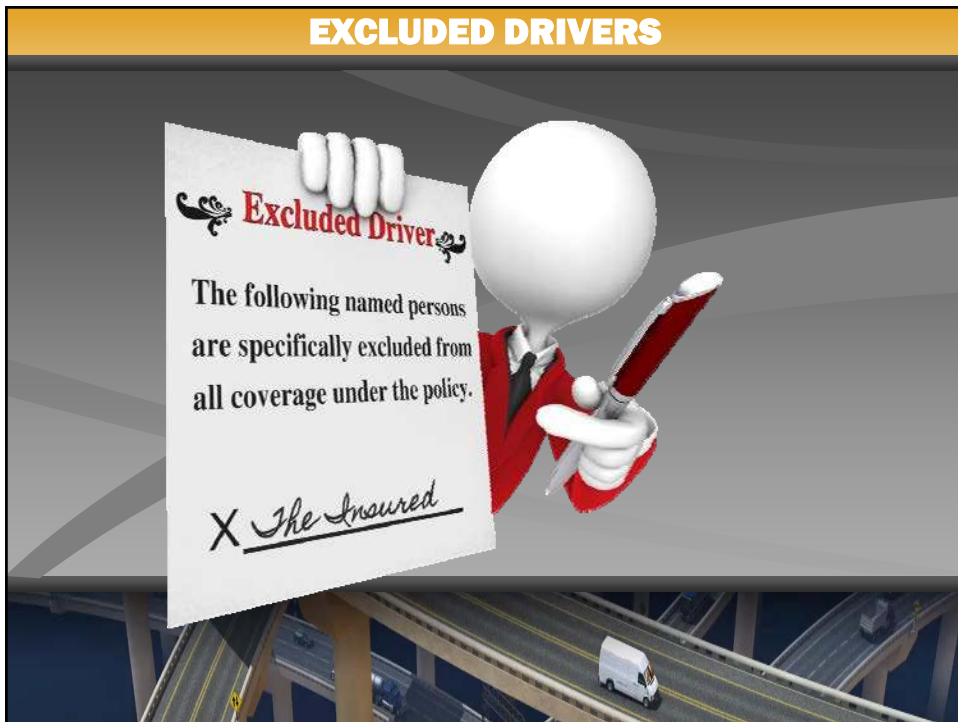 EXCLUDED DRIVERS
Excluded Driver
The following named persons
are specifically excluded from
all coverage under the policy.
X The Insured